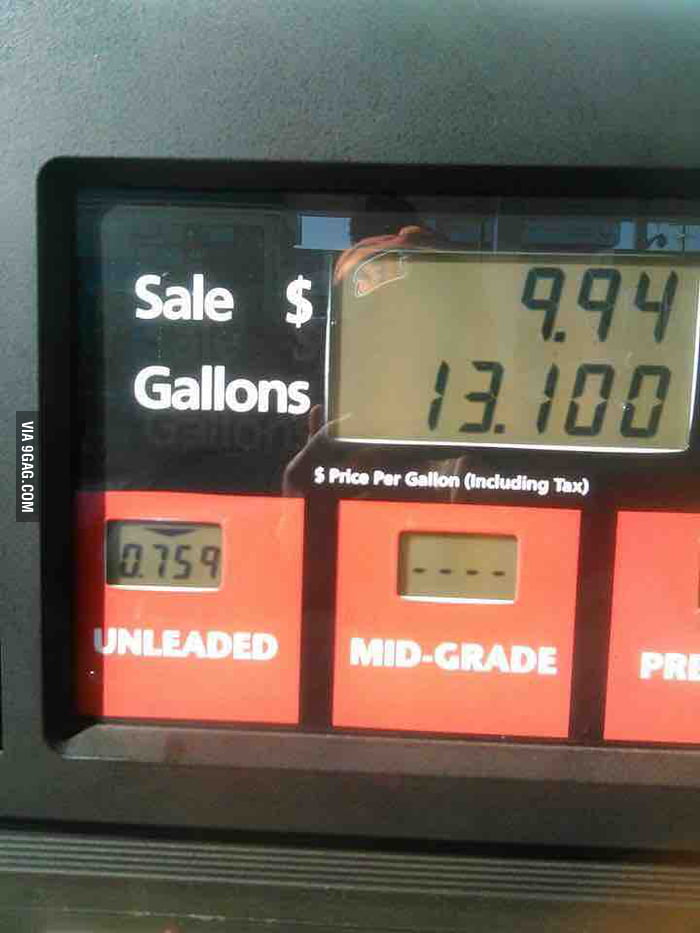 Sale $ 9.94
Gallons 13.100
$ Price Per Gallon (Including Tax)
0.759 ----
UNLEADED MID-GRADE PRE
VIA 9GAG.COM